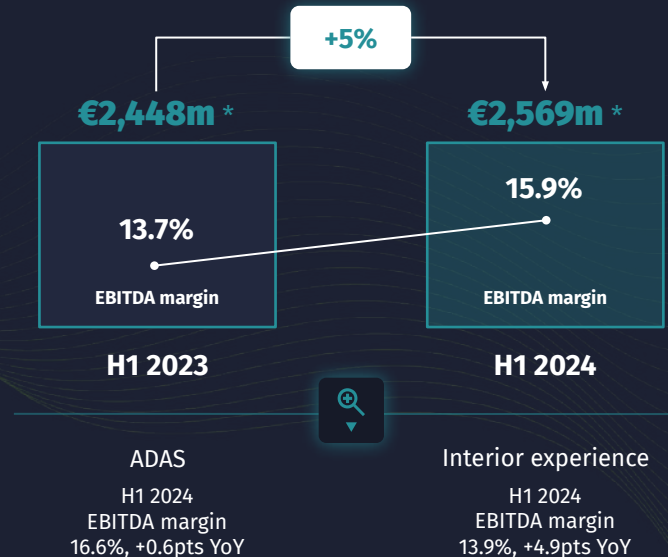 +5%
€2,448m *
€2,569m *
13.7%
15.9%
EBITDA margin
EBITDA margin
H1 2023
H1 2024
ADAS
H1 2024
EBITDA margin
16.6%, +0.6pts YoY
Interior experience
H1 2024
EBITDA margin
13.9%, +4.9pts YoY